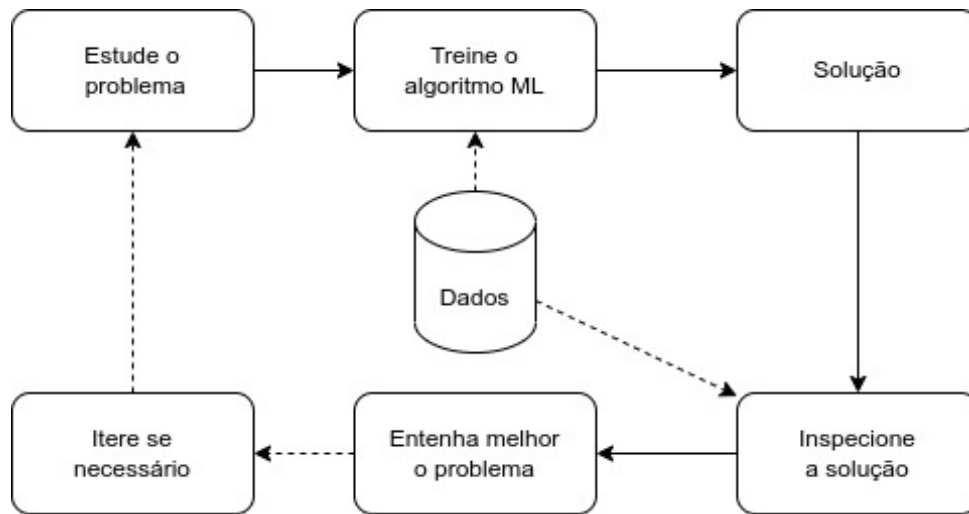 Estude o
problema
Treine o
algoritmo ML
Solução
Dados
Itere se
necessário
Entenha melhor
o problema
Inspecione
a solução